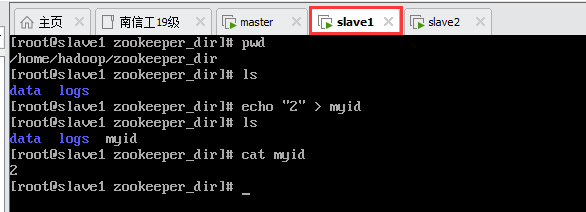 主页 南信工19级 master slave1 slave2
[root@slave1 zookeeper_dir]# pwd
/home/hadoop/zookeeper_dir
[root@slave1 zookeeper_dir]# ls
data logs
[root@slave1 zookeeper_dir]# echo "2" > myid
[root@slave1 zookeeper_dir]# ls
data logs myid
[root@slave1 zookeeper_dir]# cat myid
2
[root@slave1 zookeeper_dir]# _